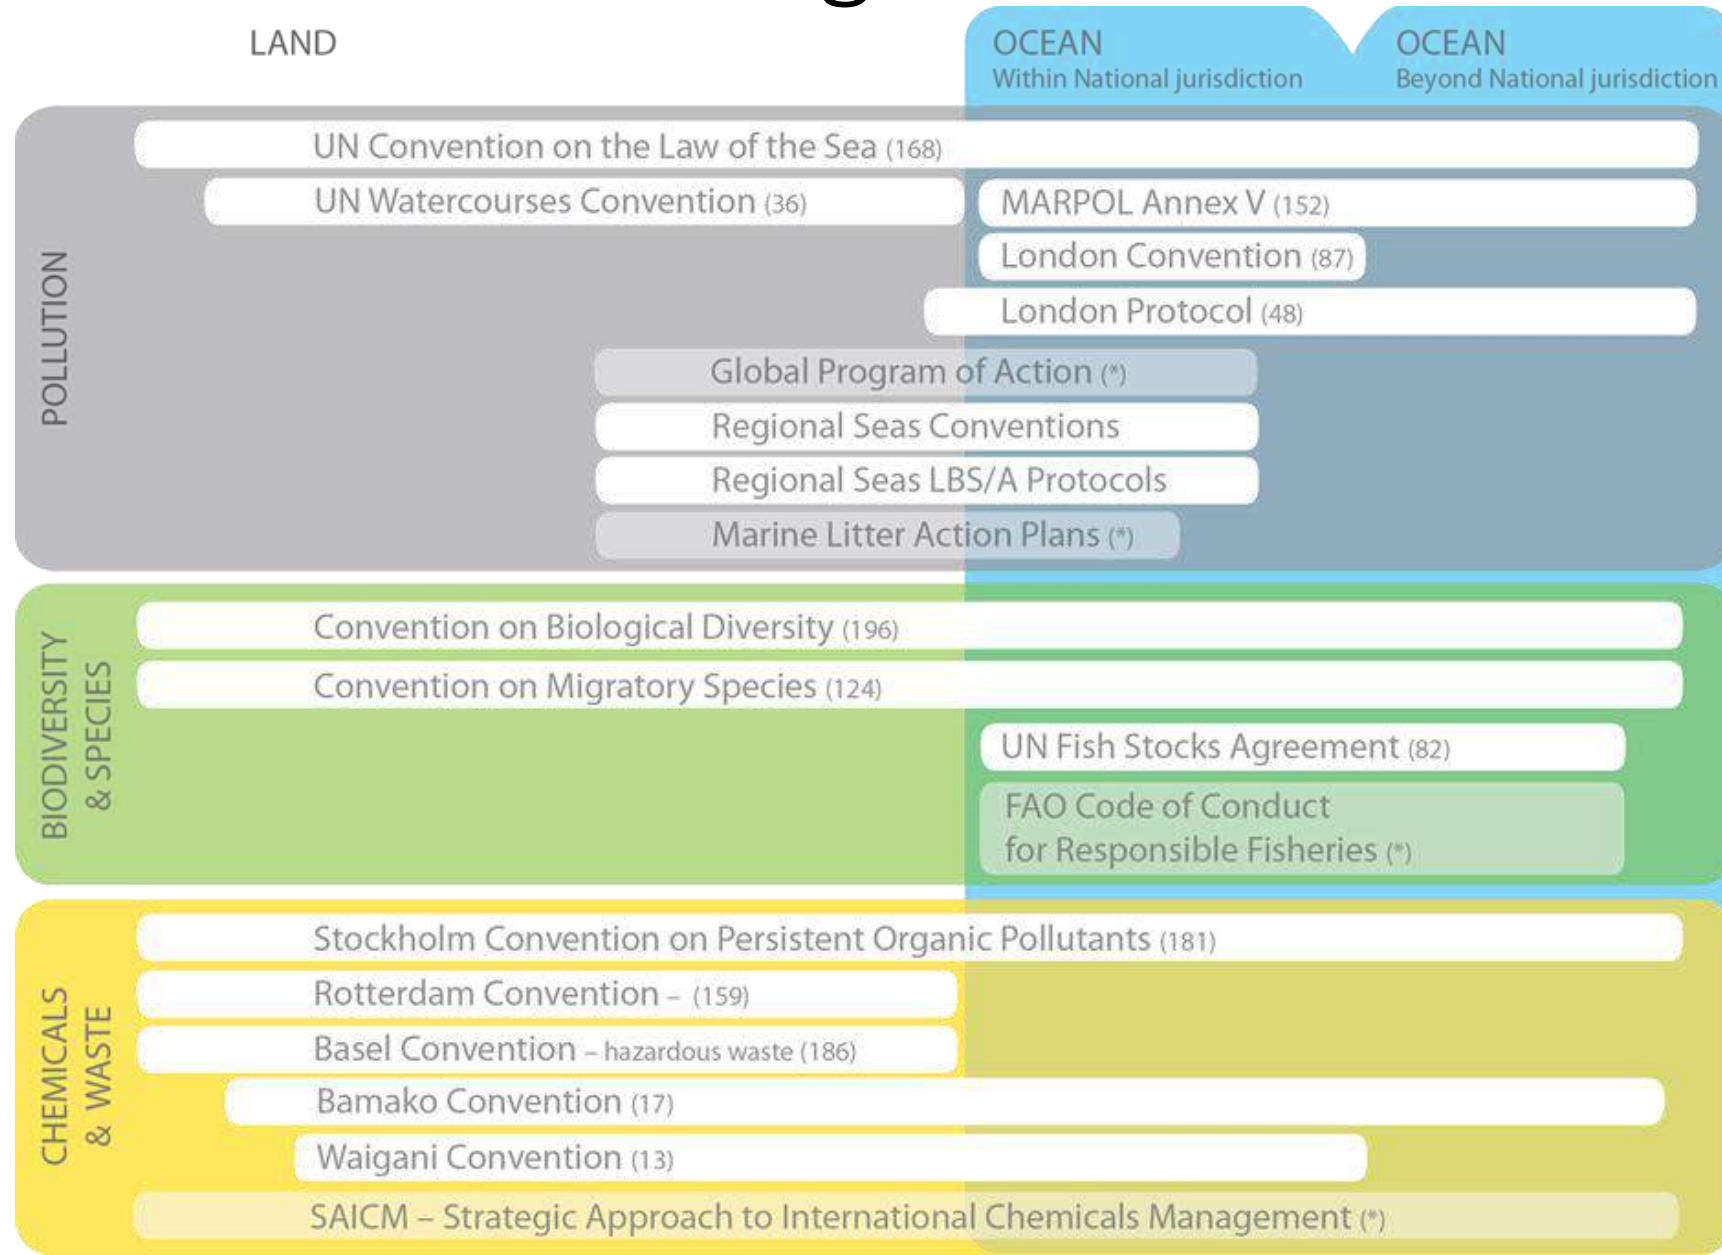 LAND
OCEAN
Within National jurisdiction
OCEAN
Beyond National jurisdiction
POLLUTION
UN Convention on the Law of the Sea (168)
UN Watercourses Convention (36)
MARPOL Annex V (152)
London Convention (87)
London Protocol (48)
Global Program of Action (*)
Regional Seas Conventions
Regional Seas LBS/A Protocols
Marine Litter Action Plans (*)
BIODIVERSITY
& SPECIES
Convention on Biological Diversity (196)
Convention on Migratory Species (124)
UN Fish Stocks Agreement (82)
FAO Code of Conduct
for Responsible Fisheries (*)
CHEMICALS
& WASTE
Stockholm Convention on Persistent Organic Pollutants (181)
Rotterdam Convention – (159)
Basel Convention – hazardous waste (186)
Bamako Convention (17)
Waigani Convention (13)
SAICM – Strategic Approach to International Chemicals Management (*)